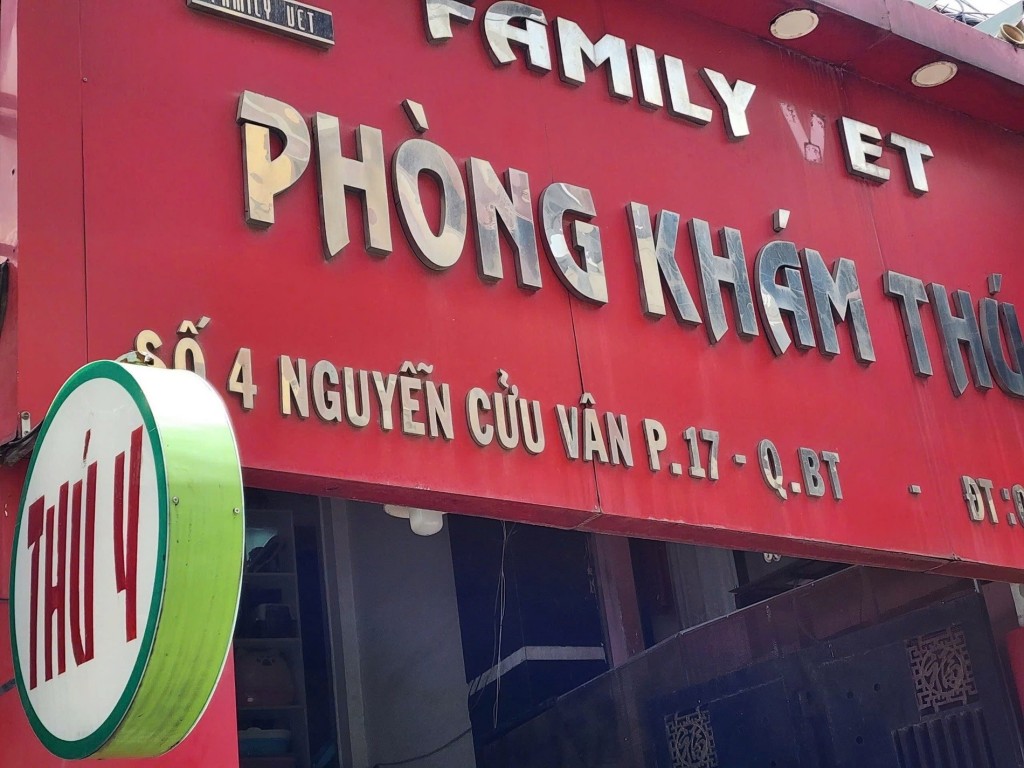 FAMILY VET
FAMILY VET
PHÒNG KHÁM THÚ
SỐ 4 NGUYỄN CỬU VÂN P.17 - Q.BT - ĐT :
THÚ Y